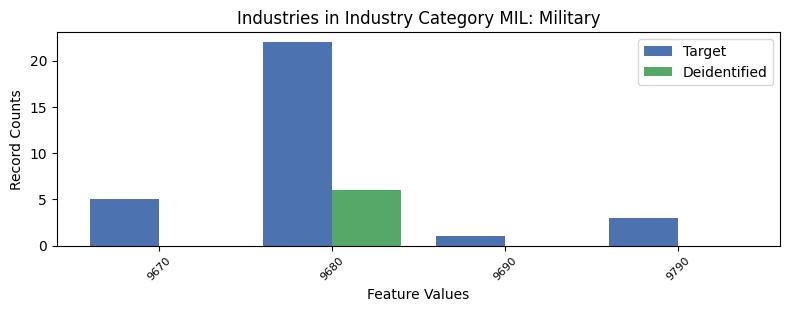 Industries in Industry Category MIL: Military
Target
Deidentified
Record Counts
20
15
10
5
0
9670
9680
9690
9790
Feature Values